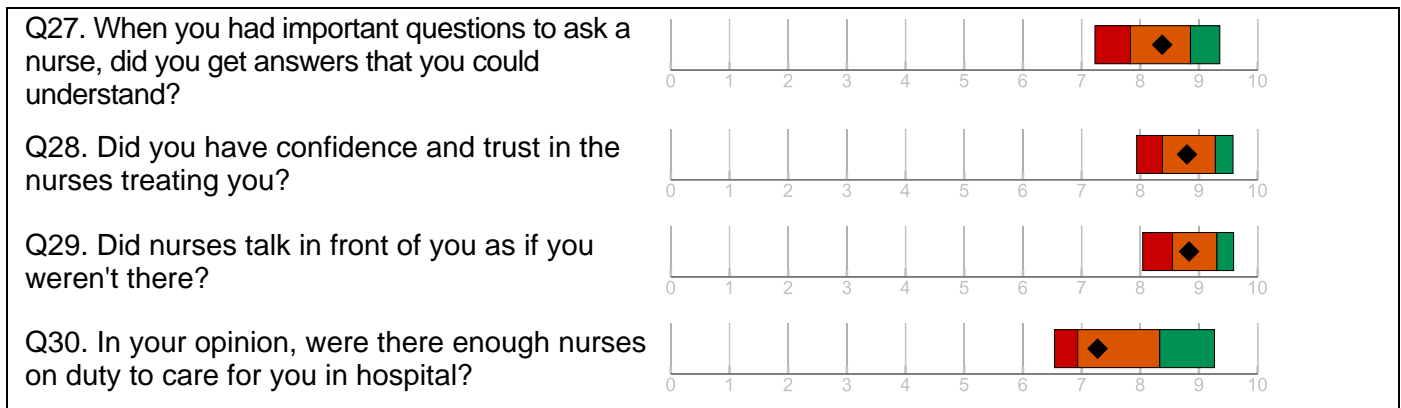 Q27. When you had important questions to ask a
nurse, did you get answers that you could
understand?
0 1 2 3 4 5 6 7 8 9 10
Q28. Did you have confidence and trust in the
nurses treating you?
0 1 2 3 4 5 6 7 8 9 10
Q29. Did nurses talk in front of you as if you
weren't there?
0 1 2 3 4 5 6 7 8 9 10
Q30. In your opinion, were there enough nurses
on duty to care for you in hospital?
0 1 2 3 4 5 6 7 8 9 10